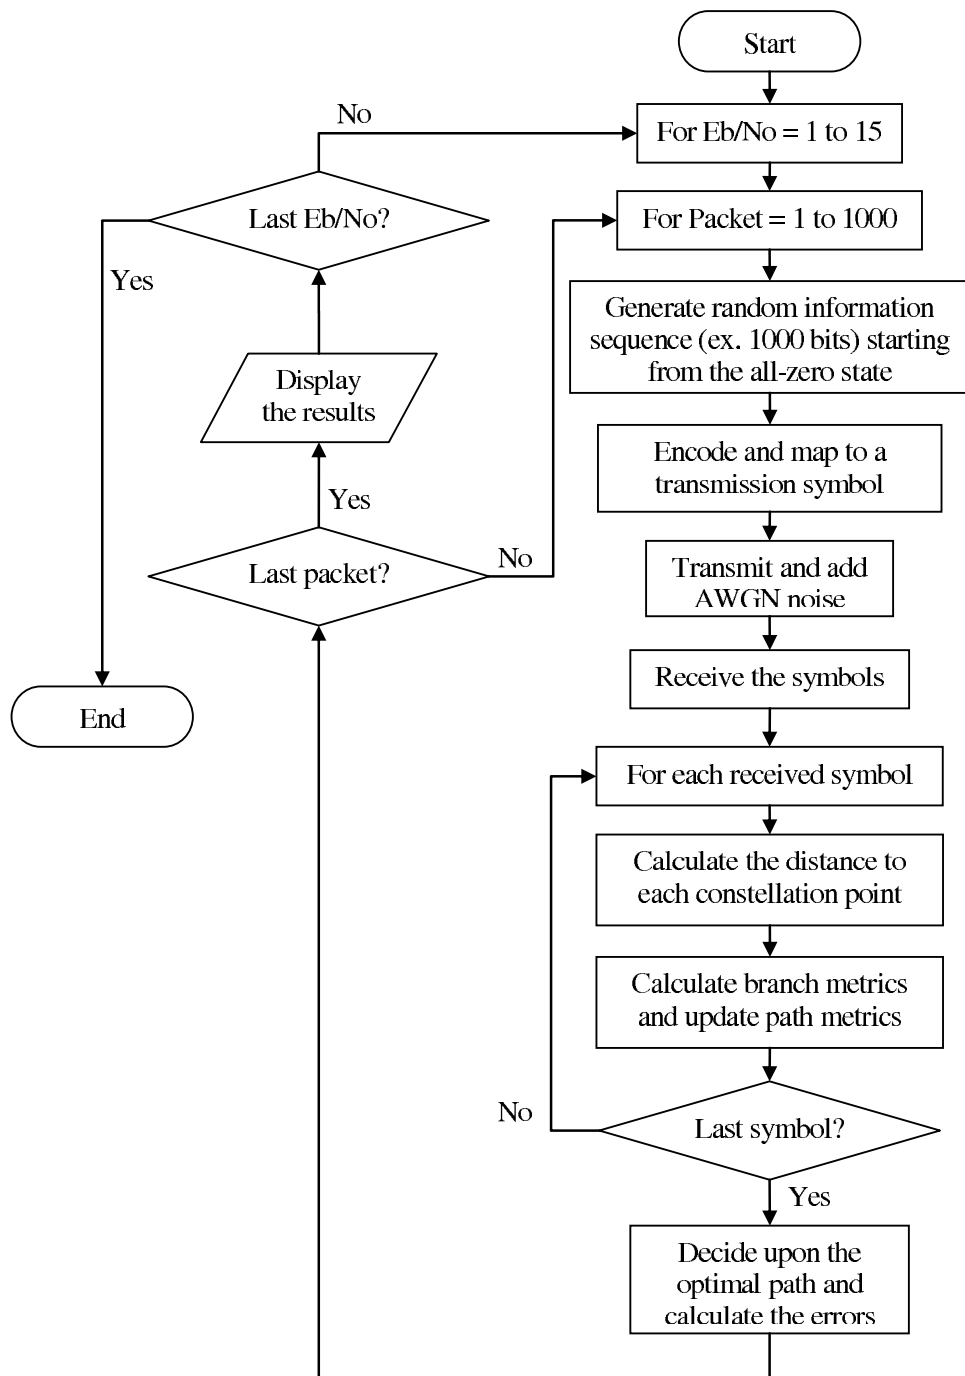 Start
No
For Eb/No = 1 to 15
Last Eb/No?
For Packet = 1 to 1000
Yes
Generate random information
sequence (ex. 1000 bits) starting
from the all-zero state
Display
the results
Encode and map to a
transmission symbol
Yes
Last packet?
No
Transmit and add
AWGN noise
Receive the symbols
End
For each received symbol
Calculate the distance to
each constellation point
Calculate branch metrics
and update path metrics
No
Last symbol?
Yes
Decide upon the
optimal path and
calculate the errors